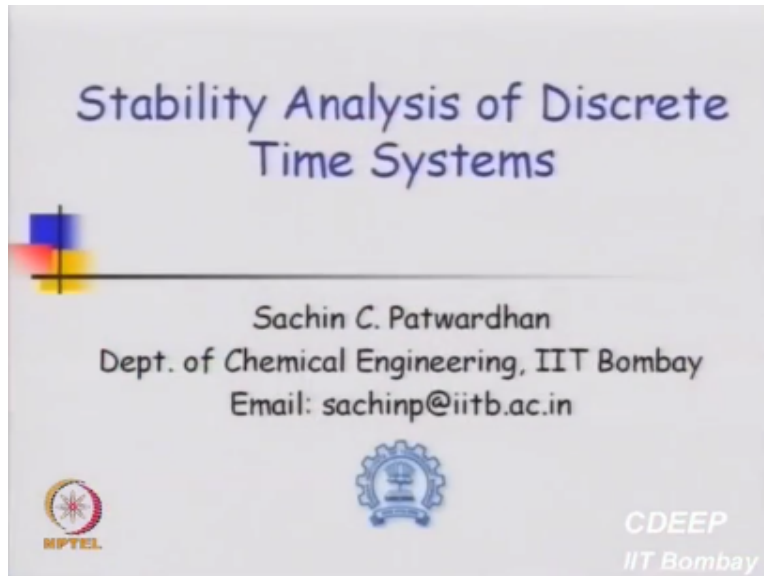 Stability Analysis of Discrete
Time Systems
Sachin C. Patwardhan
Dept. of Chemical Engineering, IIT Bombay
Email: sachinp@iitb.ac.in
NPTEL
CDEEP
IIT Bombay